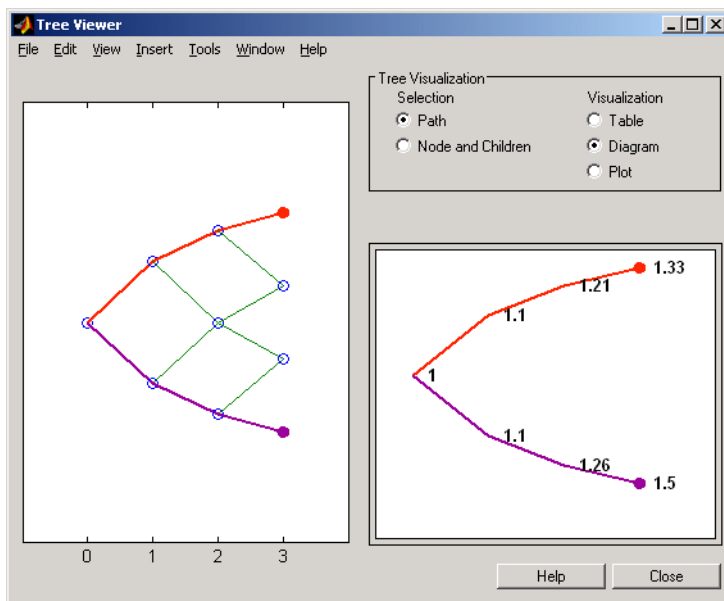 Tree Viewer
File Edit View Insert Tools Window Help
Tree Visualization
Selection
Visualization
Path
Table
Node and Children
Diagram
Plot
0 1 2 3
1.33
1.21
1.1
1
1.1
1.26
1.5
Help
Close